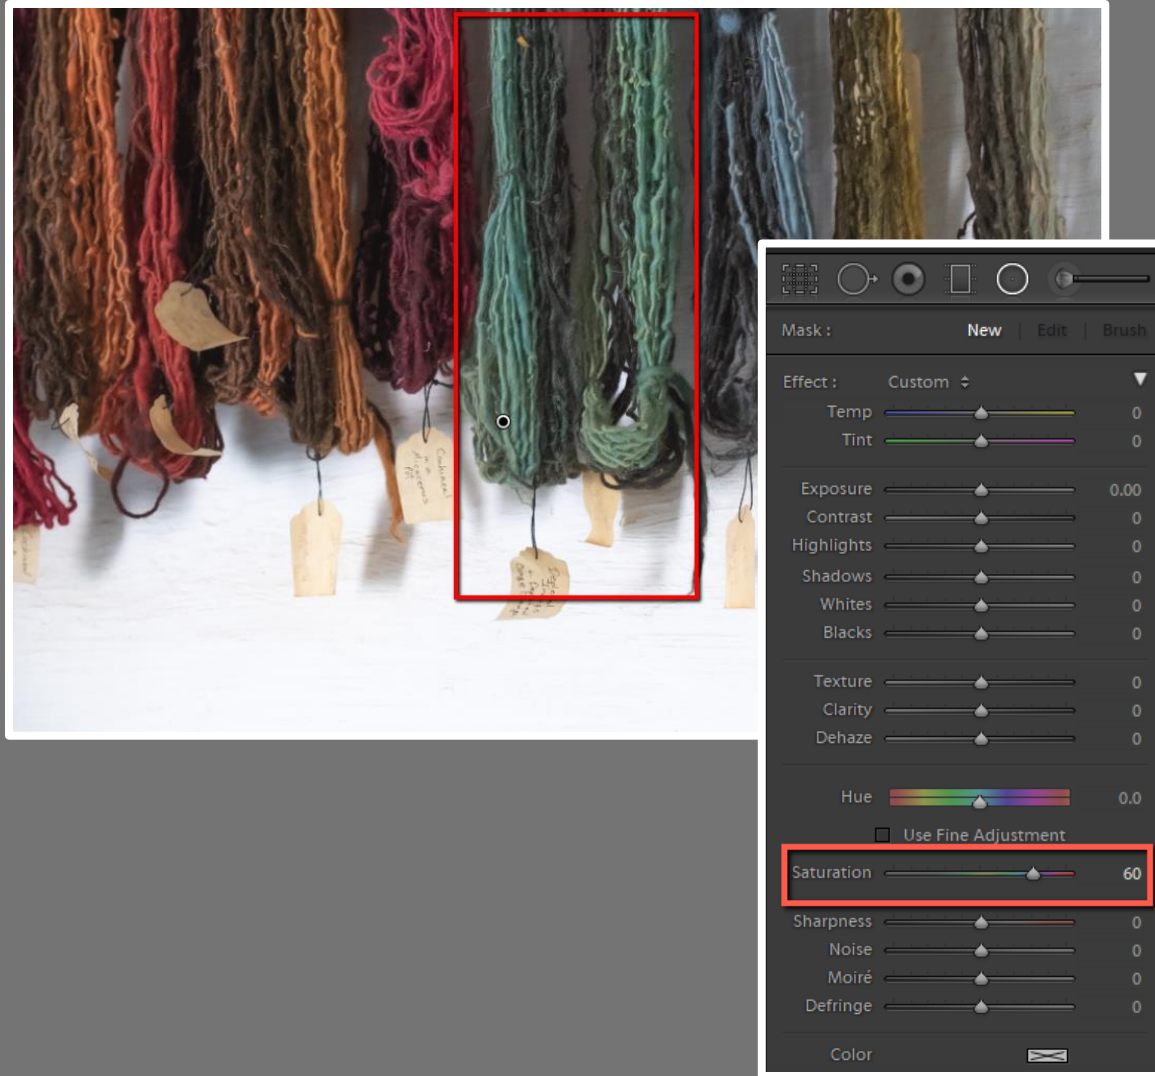 Mask : New | Edit | Brush
Effect : Custom
Temp 0
Tint 0
Exposure 0.00
Contrast 0
Highlights 0
Shadows 0
Whites 0
Blacks 0
Texture 0
Clarity 0
Dehaze 0
Hue 0.0
Use Fine Adjustment
Saturation 60
Sharpness 0
Noise 0
Moiré 0
Defringe 0
Color